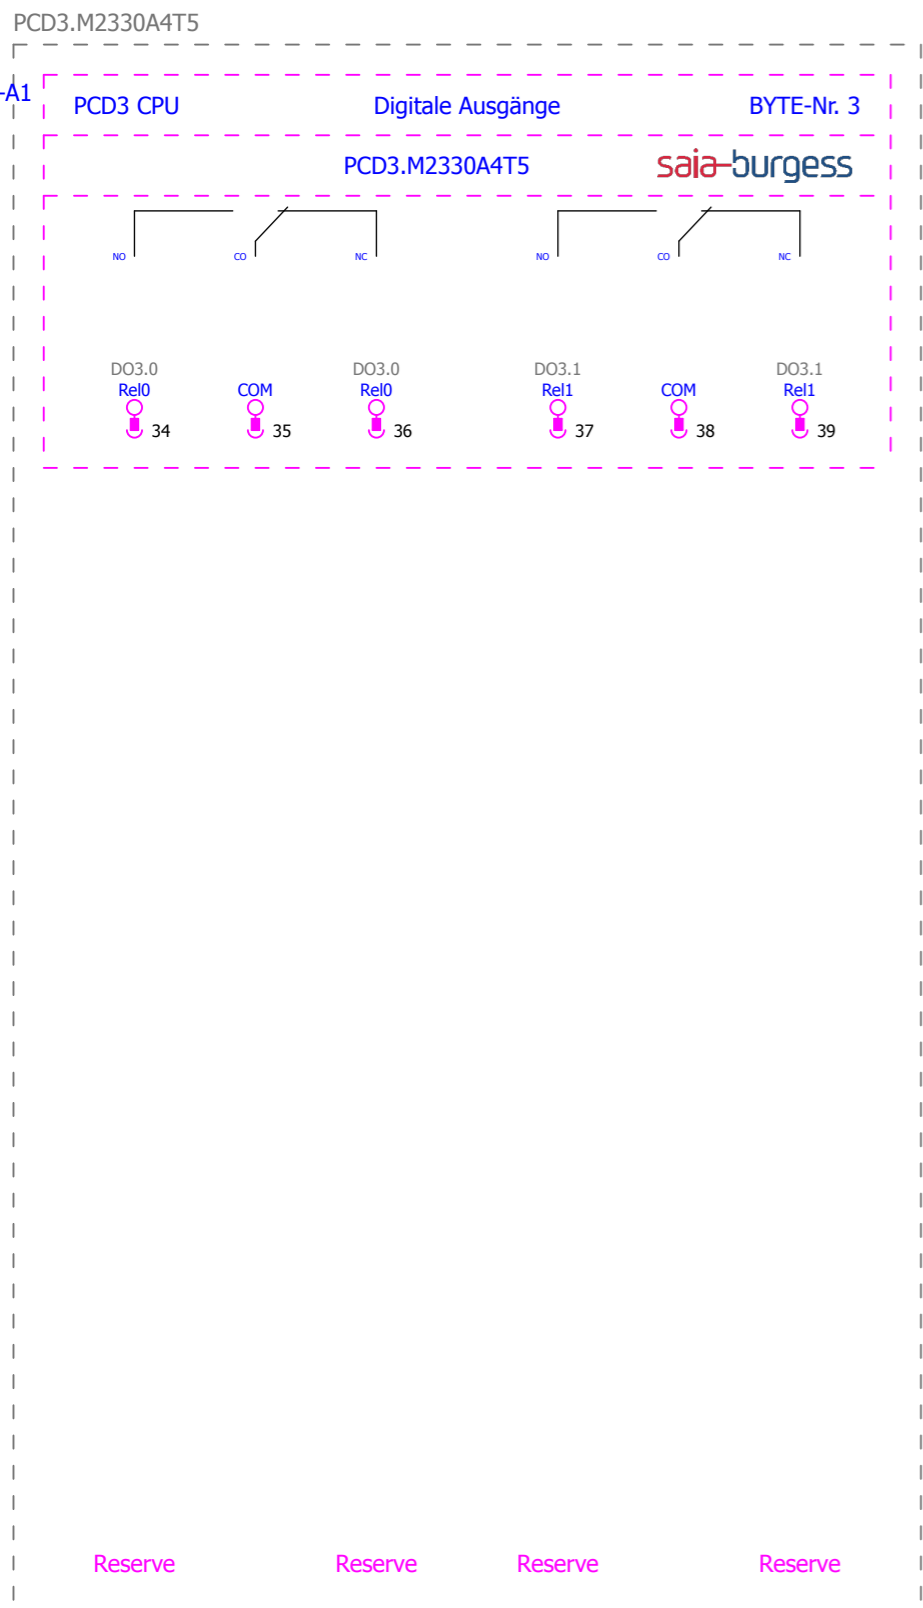 PCD3.M2330A4T5
-A1
PCD3 CPU Digitale Ausgänge BYTE-Nr. 3
PCD3.M2330A4T5 saia-burgess
NO CO NC NO CO NC
DO3.0 DO3.0 DO3.1 DO3.1
Rel0 COM Rel0 Rel1 COM Rel1
34 35 36 37 38 39
Reserve Reserve Reserve Reserve